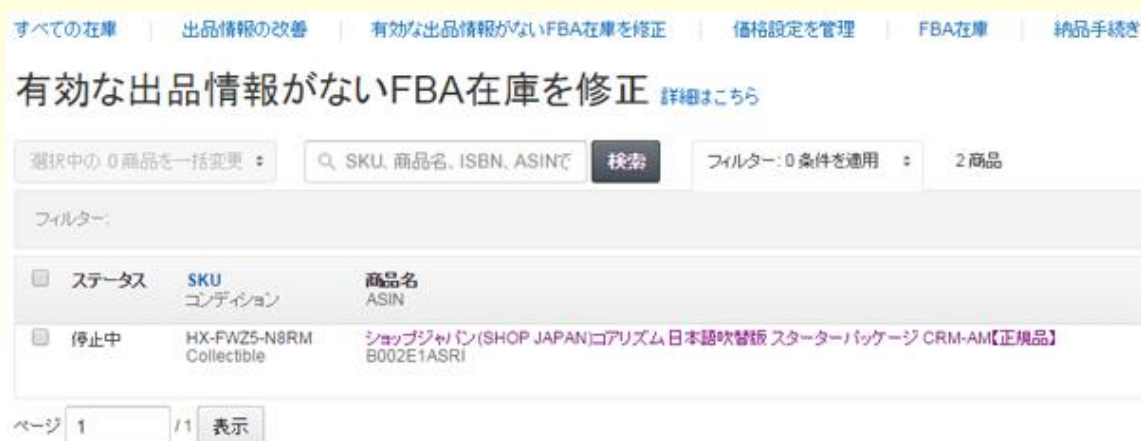 すべての在庫 | 出品情報の改善 | 有効な出品情報がないFBA在庫を修正 | 価格設定を管理 | FBA在庫 | 納品手続き
有効な出品情報がないFBA在庫を修正 詳細はこちら
選択中の 0 商品を一括変更 SKU, 商品名, ISBN, ASINで 検索 フィルター: 0 条件を適用 2 商品
フィルター:
ステータス SKU 商品名
コンディション ASIN
停止中 HX-FWZ5-N8RM ショップジャパン(SHOP JAPAN)コアリズム 日本語吹替版 スターターパッケージ CRM-AM【正規品】
Collectible B002E1ASRI
ページ 1 / 1 表示